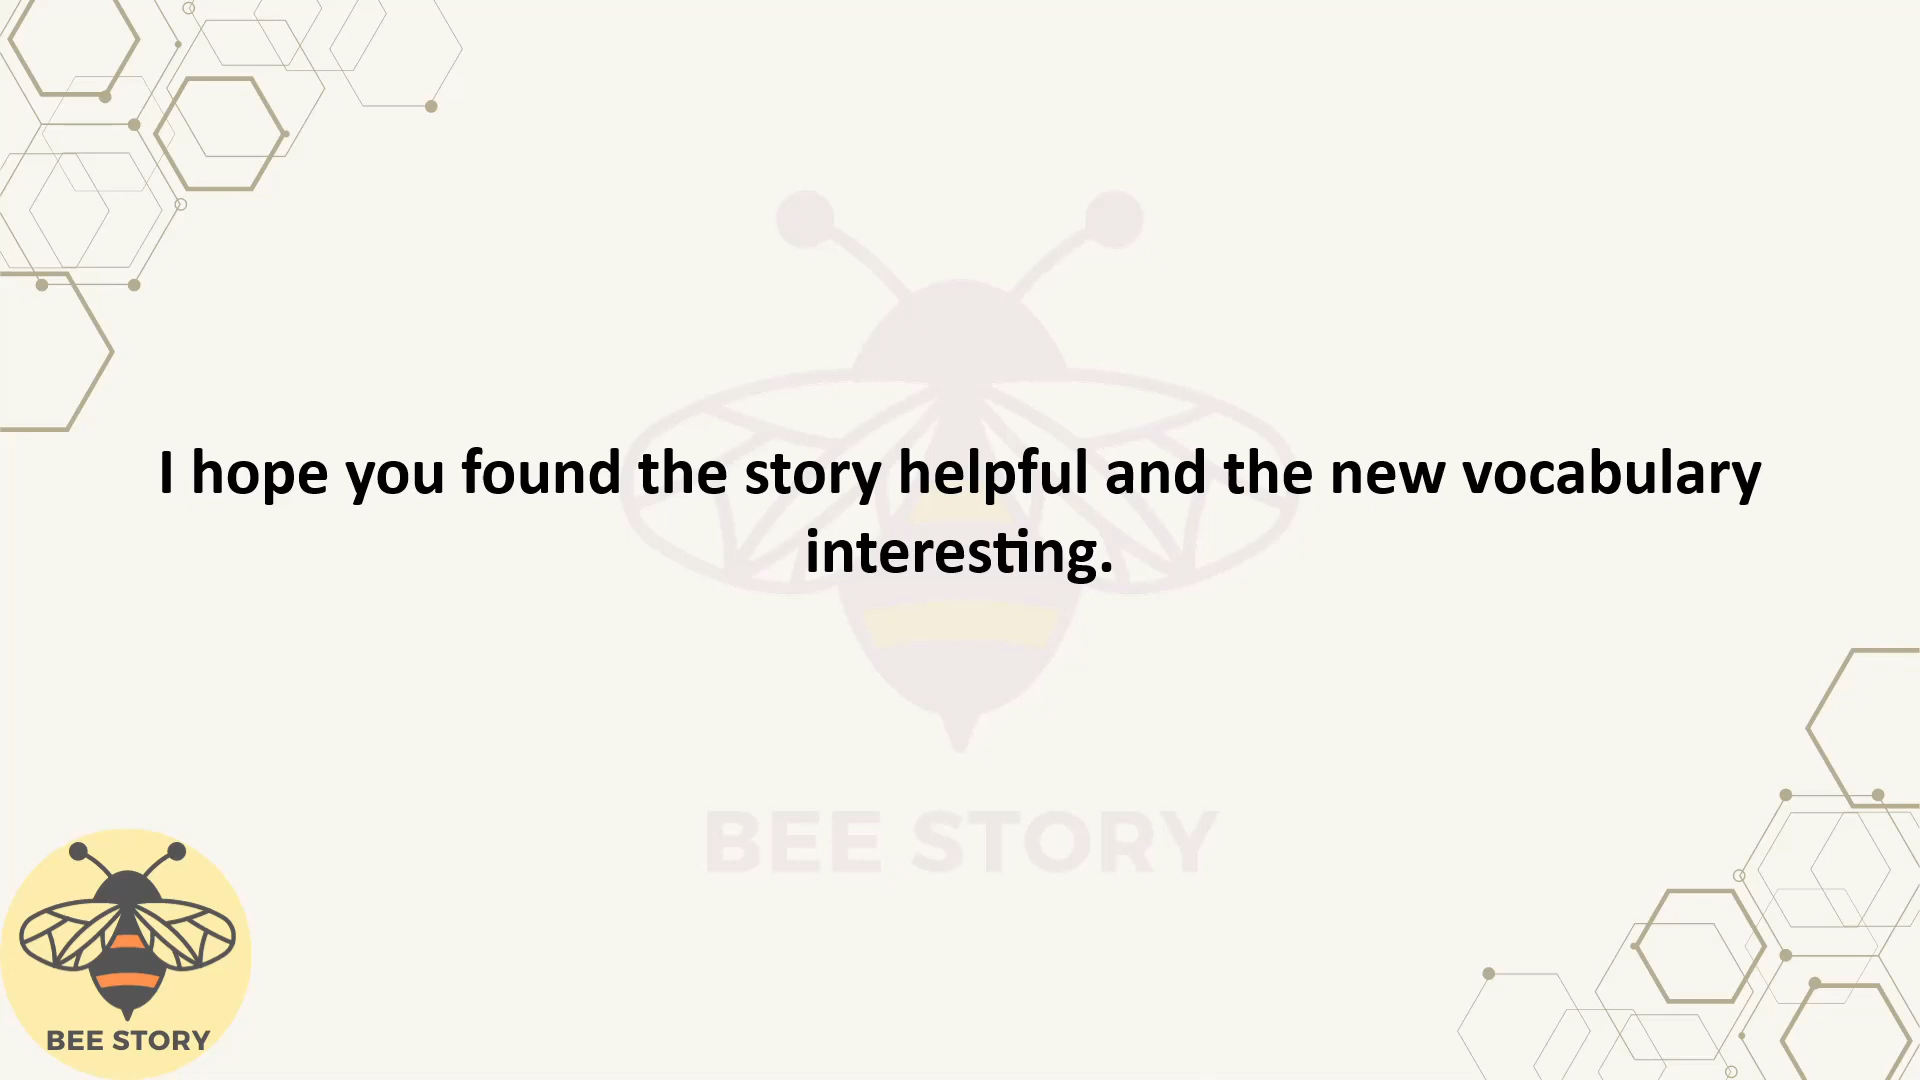 I hope you found the story helpful and the new vocabulary
interesting.
BEE STORY
BEE STORY